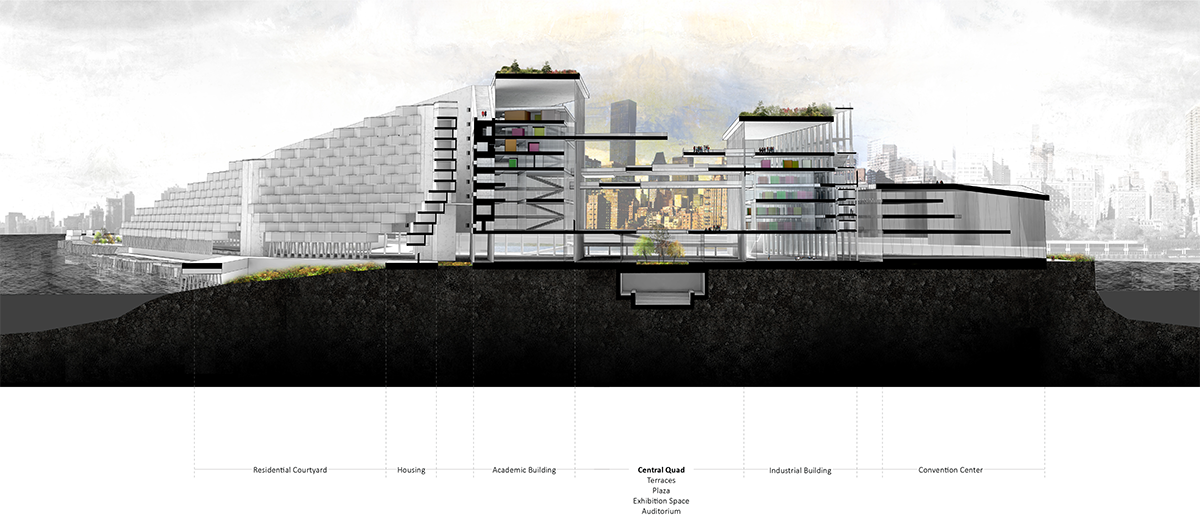 Residential Courtyard
Housing
Academic Building
Central Quad
Terraces
Plaza
Exhibition Space
Auditorium
Industrial Building
Convention Center